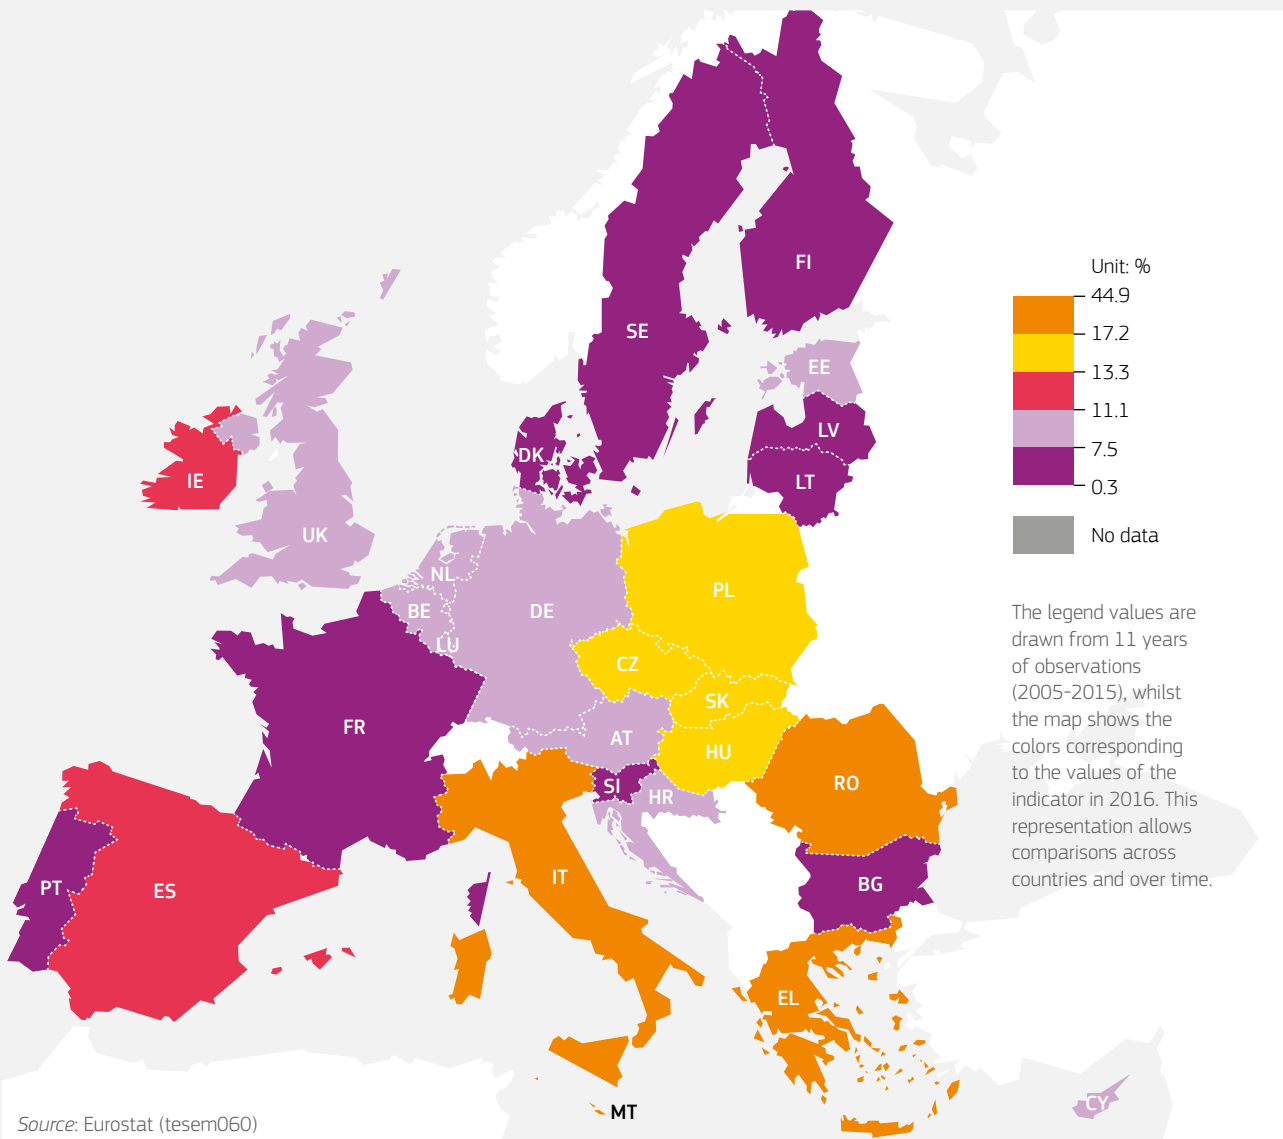 Unit: %
44.9
17.2
13.3
11.1
7.5
0.3
No data
The legend values are
drawn from 11 years
of observations
(2005-2015), whilst
the map shows the
colors corresponding
to the values of the
indicator in 2016. This
representation allows
comparisons across
countries and over time.
FI
SE
EE
LV
DK
LT
IE
UK
NL
PL
BE
DE
LU
CZ
SK
FR
AT
HU
SI
HR
RO
IT
BG
PT
ES
EL
CY
MT
Source: Eurostat (tesem060)